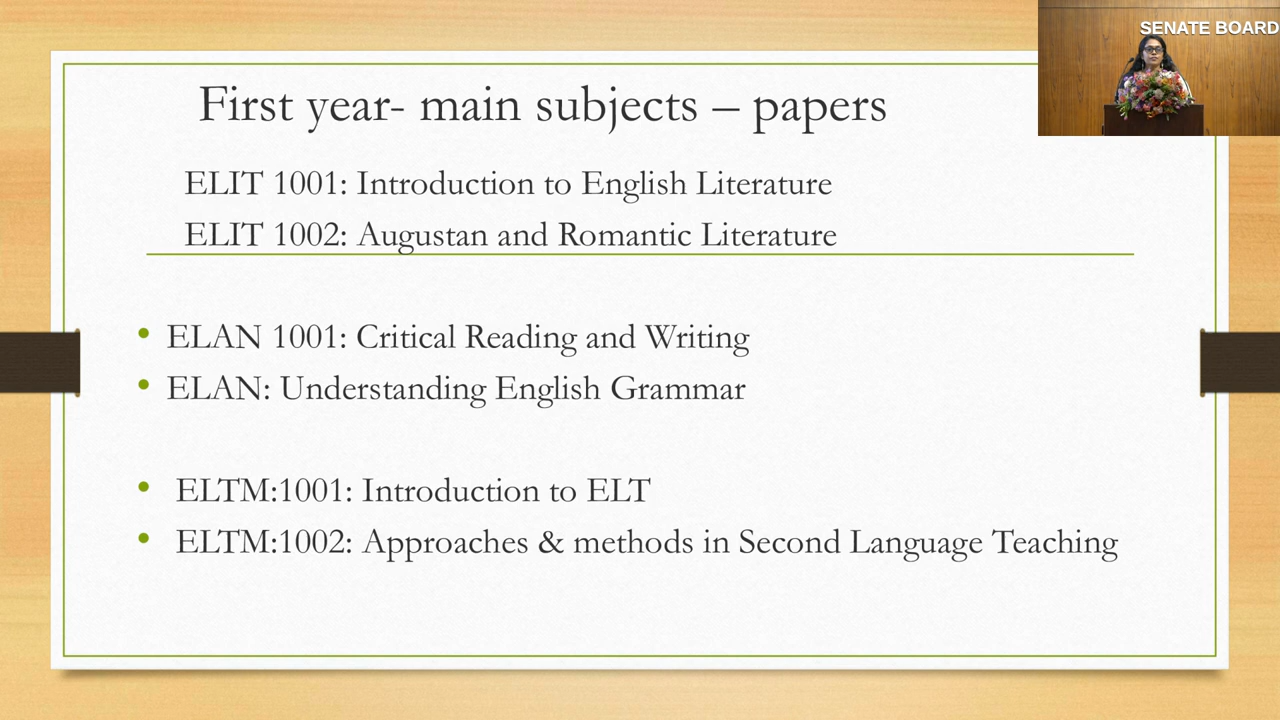 SENATE BOARD
First year- main subjects – papers
ELIT 1001: Introduction to English Literature
ELIT 1002: Augustan and Romantic Literature
• ELAN 1001: Critical Reading and Writing
• ELAN: Understanding English Grammar
• ELTM:1001: Introduction to ELT
• ELTM:1002: Approaches & methods in Second Language Teaching